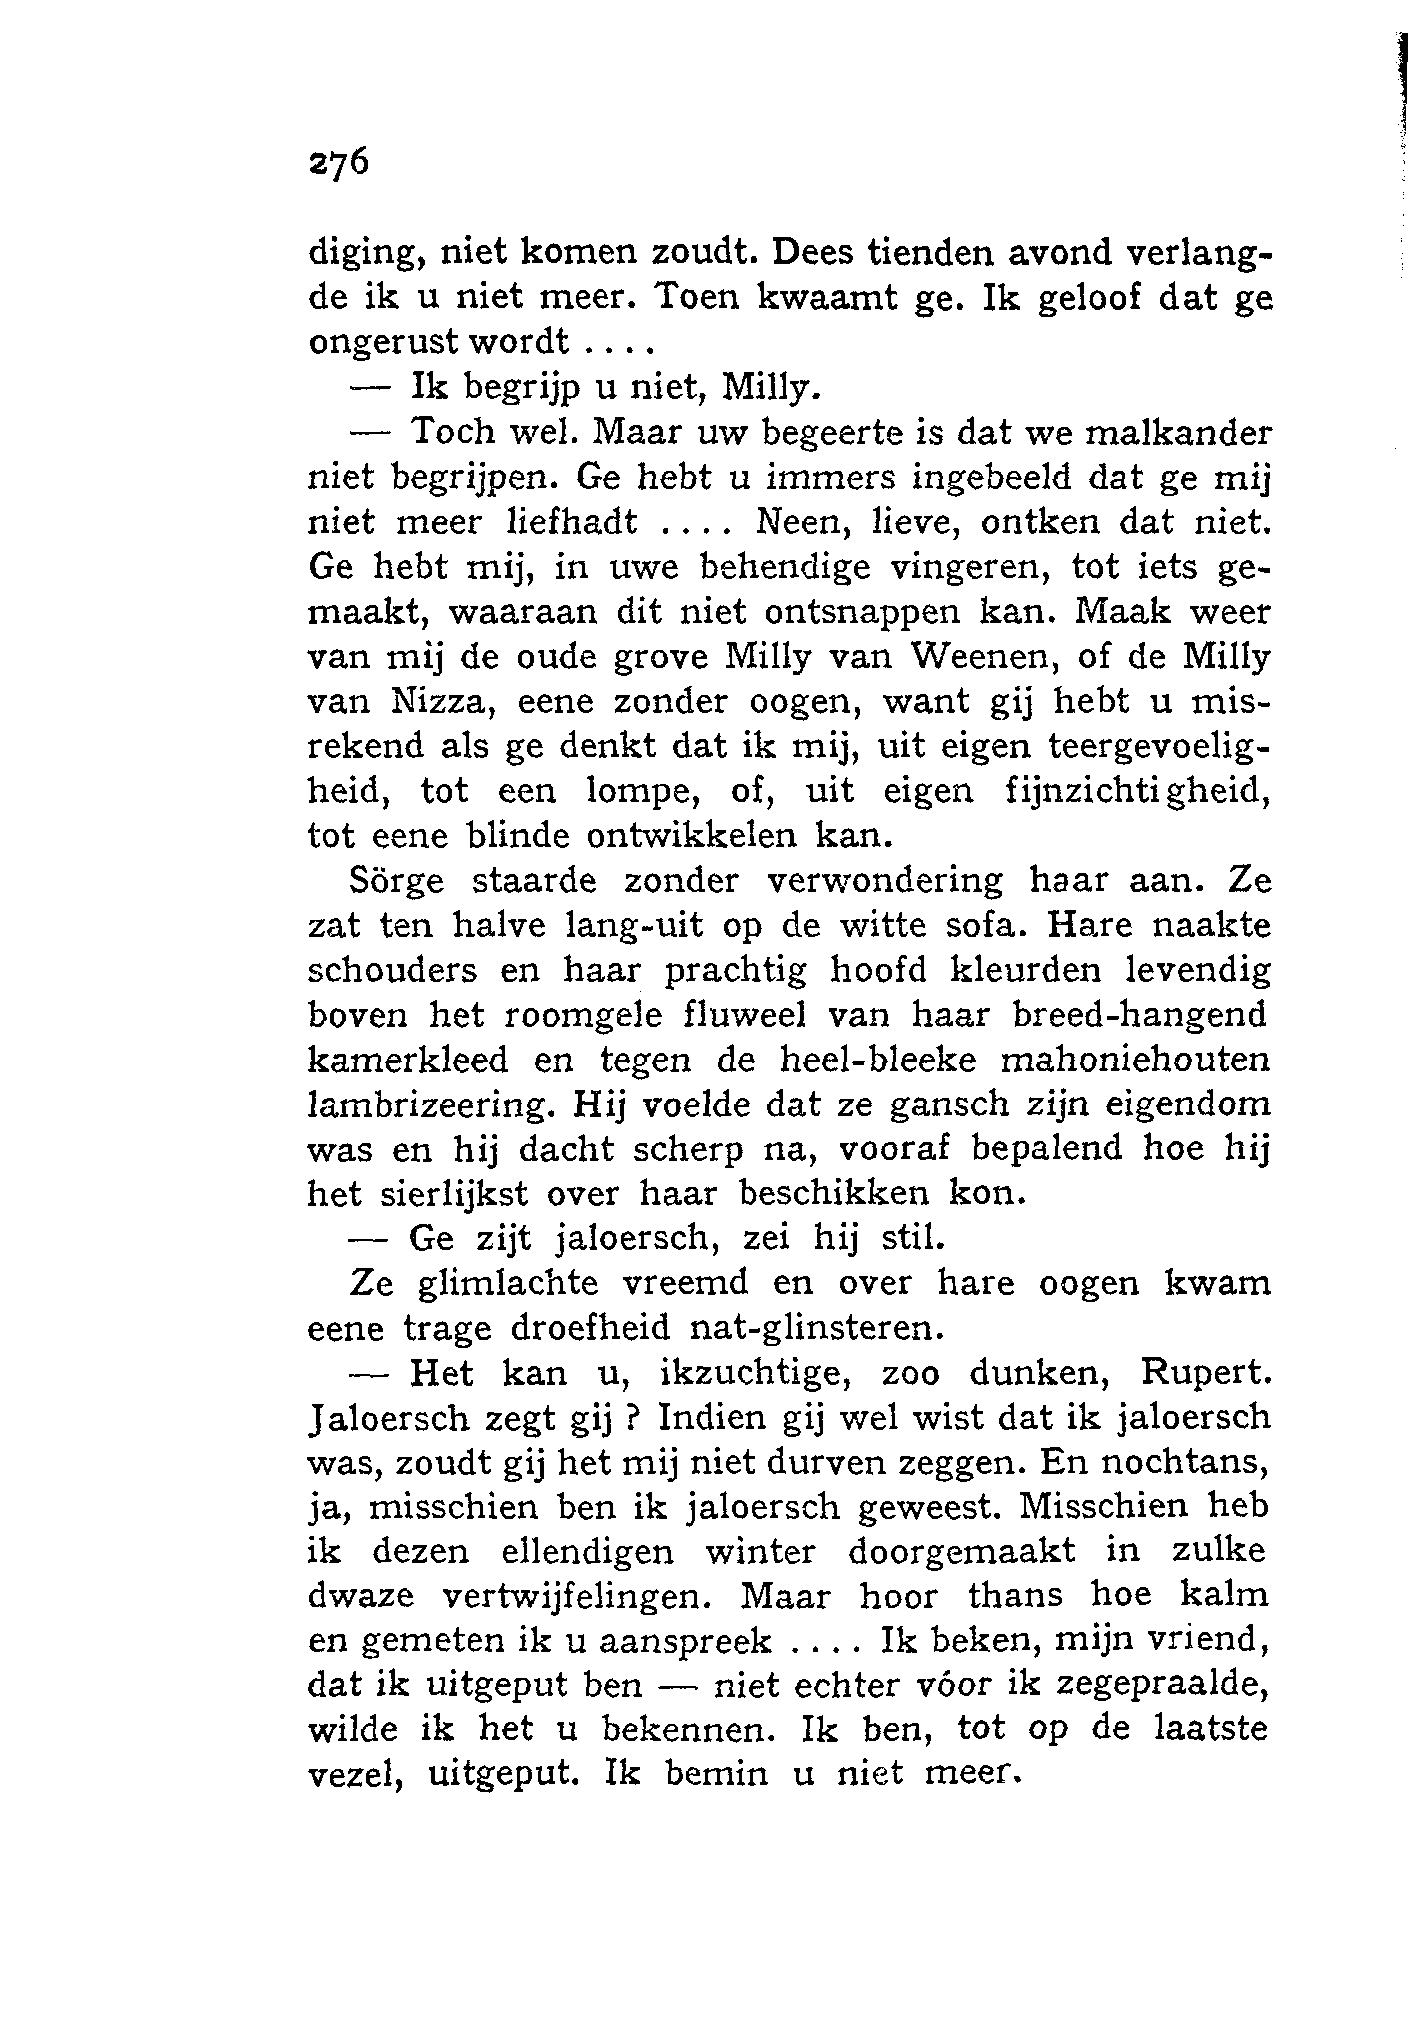 276
diging, niet komen zoudt. Dees tienden avond verlang-
de ik u niet meer. Toen kwaamt ge. Ik geloof dat ge
ongerust wordt ....
— Ik begrijp u niet, Milly.
— Toch wel. Maar uw begeerte is dat we malkander
niet begrijpen. Ge hebt u immers ingebeeld dat ge mij
niet meer liefhadt .... Neen, lieve, ontken dat niet.
Ge hebt mij, in uwe behendige vingeren, tot iets ge-
maakt, waaraan dit niet ontsnappen kan. Maak weer
van mij de oude grove Milly van Weenen, of de Milly
van Nizza, eene zonder oogen, want gij hebt u mis-
rekend als ge denkt dat ik mij, uit eigen teergevoelig-
heid, tot een lompe, of, uit eigen fijnzichtigheid,
tot eene blinde ontwikkelen kan.
Sörge staarde zonder verwondering haar aan. Ze
zat ten halve lang-uit op de witte sofa. Hare naakte
schouders en haar prachtig hoofd kleurden levendig
boven het roomgele fluweel van haar breed-hangend
kamerkleed en tegen de heel-bleeke mahoniehouten
lambrizeering. Hij voelde dat ze gansch zijn eigendom
was en hij dacht scherp na, vooraf bepalend hoe hij
het sierlijkst over haar beschikken kon.
— Ge zijt jaloersch, zei hij stil.
Ze glimlachte vreemd en over hare oogen kwam
eene trage droefheid nat-glinsteren.
— Het kan u, ikzuchtige, zoo dunken, Rupert.
Jaloersch zegt gij ? Indien gij wel wist dat ik jaloersch
was, zoudt gij het mij niet durven zeggen. En nochtans,
ja, misschien ben ik jaloersch geweest. Misschien heb
ik dezen ellendigen winter doorgemaakt in zulke
dwaze vertwijfelingen. Maar hoor thans hoe kalm
en gemeten ik u aanspreek .... Ik beken, mijn vriend,
dat ik uitgeput ben — niet echter vóor ik zegepraalde,
wilde ik het u bekennen. Ik ben, tot op de laatste
vezel, uitgeput. Ik bemin u niet meer.